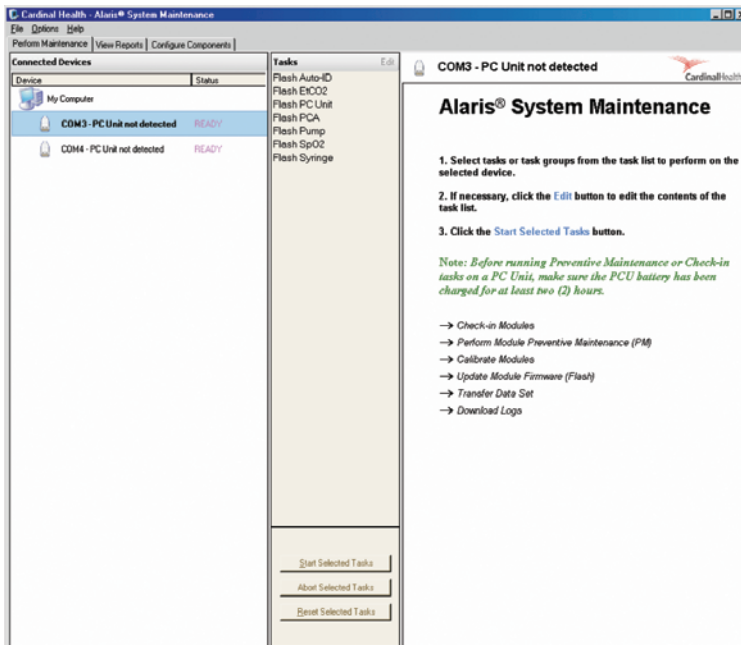 Cardinal Health - Alaris® System Maintenance
File Options Help
Perform Maintenance View Reports Configure Components
Connected Devices
Device Status
My Computer
COM3 - PC Unit not detected READY
COM4 - PC Unit not detected READY
Tasks Edit
Flash Auto-ID
Flash EtCO2
Flash PC Unit
Flash PCA
Flash Pump
Flash SpO2
Flash Syringe
Start Selected Tasks
Abort Selected Tasks
Reset Selected Tasks
COM3 - PC Unit not detected
CardinalHealth
Alaris® System Maintenance
1. Select tasks or task groups from the task list to perform on the
selected device.
2. If necessary, click the Edit button to edit the contents of the
task list.
3. Click the Start Selected Tasks button.
Note: Before running Preventive Maintenance or Check-in
tasks on a PC Unit, make sure the PCU battery has been
charged for at least two (2) hours.
→ Check-in Modules
→ Perform Module Preventive Maintenance (PM)
→ Calibrate Modules
→ Update Module Firmware (Flash)
→ Transfer Data Set
→ Download Logs